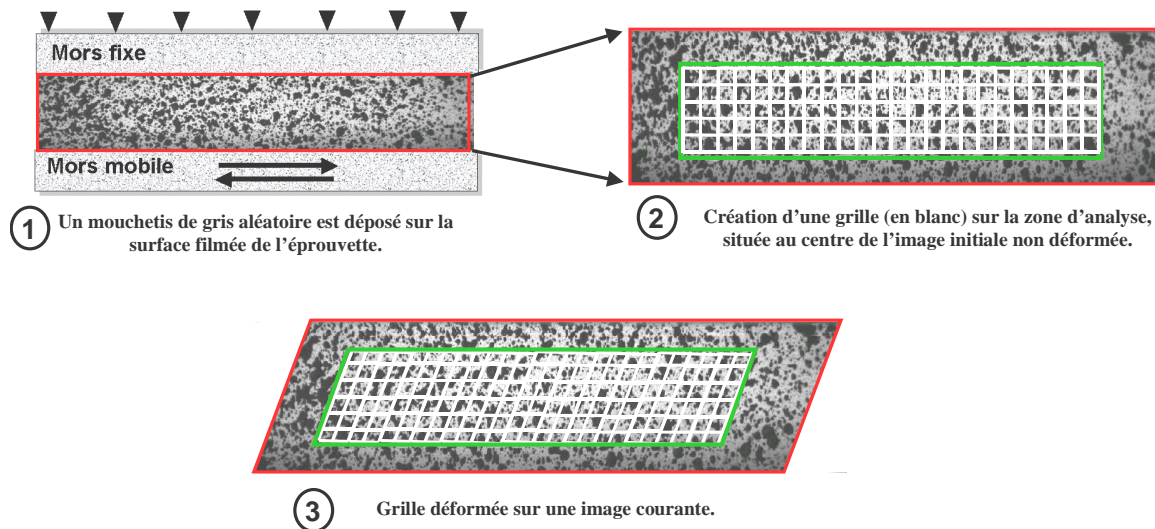 Mors fixe
Mors mobile
1 Un mouchetis de gris aléatoire est déposé sur la
surface filmée de l'éprouvette.
2 Création d'une grille (en blanc) sur la zone d'analyse,
située au centre de l'image initiale non déformée.
3 Grille déformée sur une image courante.